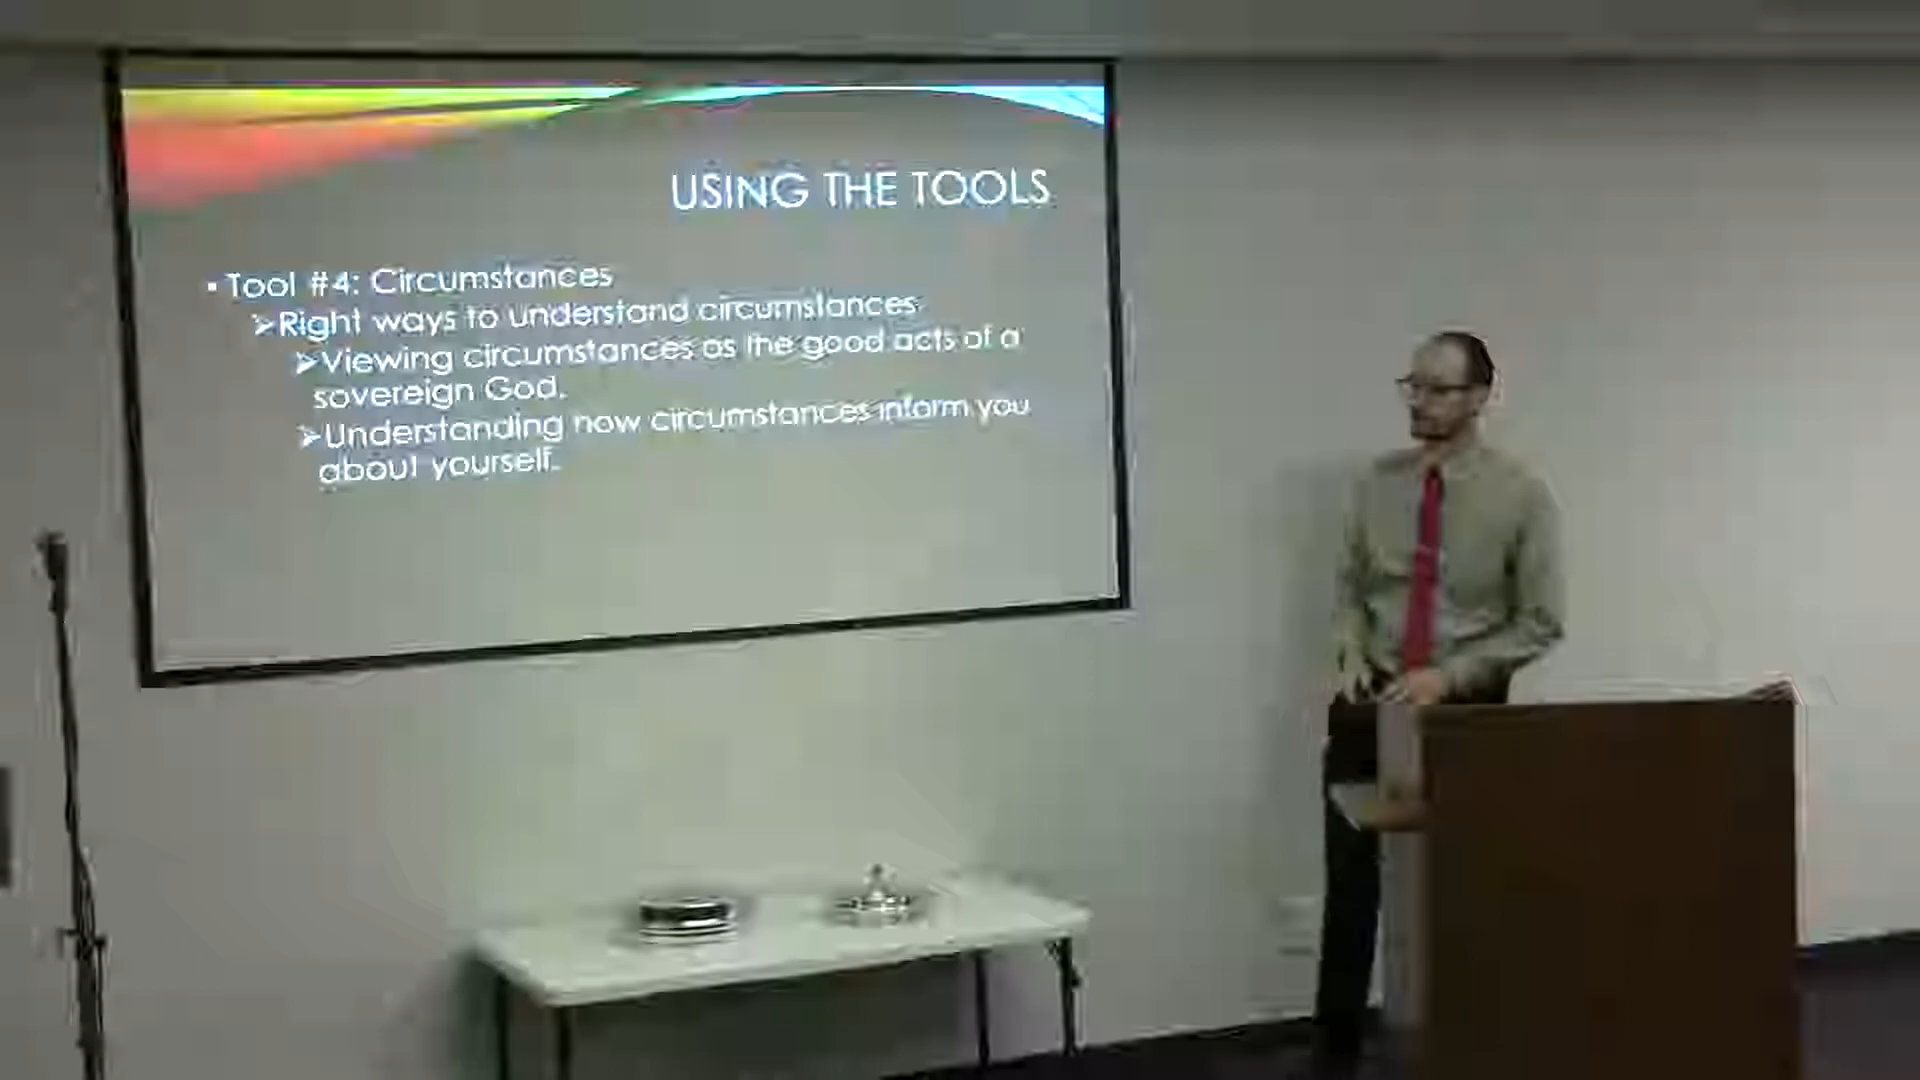 USING THE TOOLS
▪ Tool #4: Circumstances
➢Right ways to understand circumstances
➢Viewing circumstances as the good acts of a
sovereign God.
➢Understanding how circumstances inform you
about yourself.